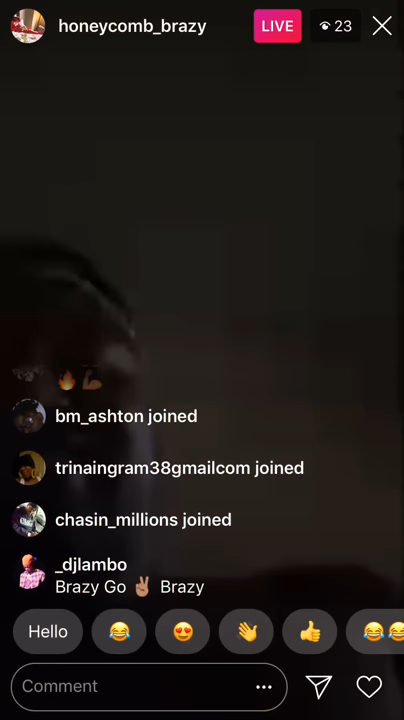 honeycomb_brazy LIVE 23
bm_ashton joined
trinaingram38gmailcom joined
chasin_millions joined
_djlambo
Brazy Go ✌🏽 Brazy
Hello
Comment